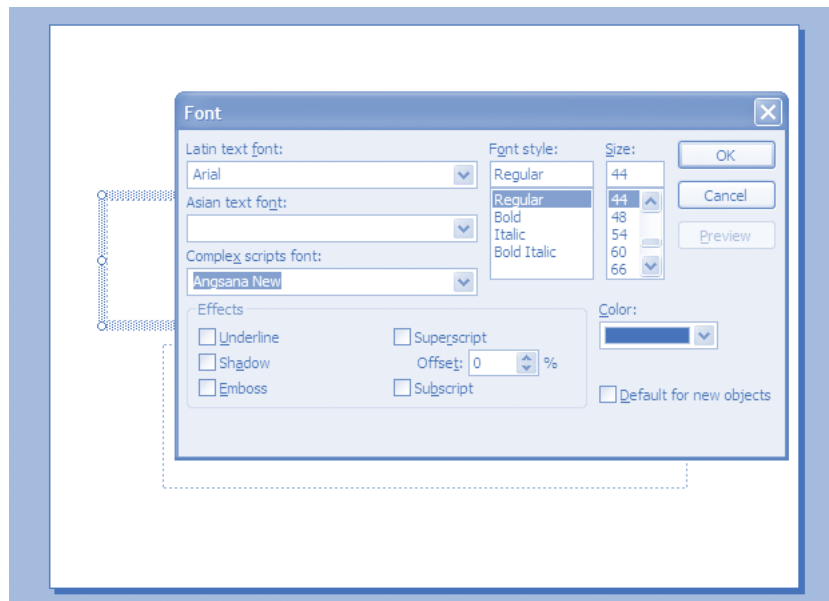 Font
Latin text font:
Arial
Asian text font:
Complex scripts font:
Angsana New
Font style:
Regular
Regular
Bold
Italic
Bold Italic
Size:
44
44
48
54
60
66
OK
Cancel
Preview
Effects
Underline
Shadow
Emboss
Superscript
Offset: 0 %
Subscript
Color:
Default for new objects